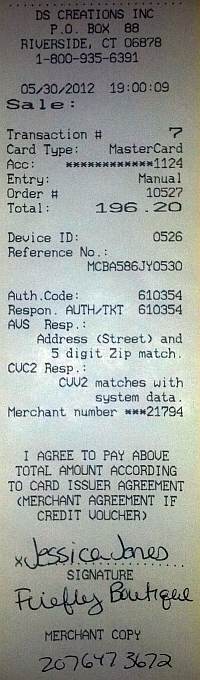 DS CREATIONS INC
P.O. BOX 88
RIVERSIDE, CT 06878
1-800-935-6391
05/30/2012 19:00:09
Sale:
Transaction # 7
Card Type: MasterCard
Acc: ************1124
Entry: Manual
Order # 10527
Total: 196.20
Device ID: 0526
Reference No.:
MCBA586JY0530
Auth.Code: 610354
Respon. AUTH/TKT 610354
AVS Resp.:
Address (Street) and
5 digit Zip match.
CVC2 Resp.:
CVV2 matches with
system data.
Merchant number ***21794
I AGREE TO PAY ABOVE
TOTAL AMOUNT ACCORDING
TO CARD ISSUER AGREEMENT
(MERCHANT AGREEMENT IF
CREDIT VOUCHER)
x Jessica Jones
SIGNATURE
Firefly Boutique
MERCHANT COPY
2076473672